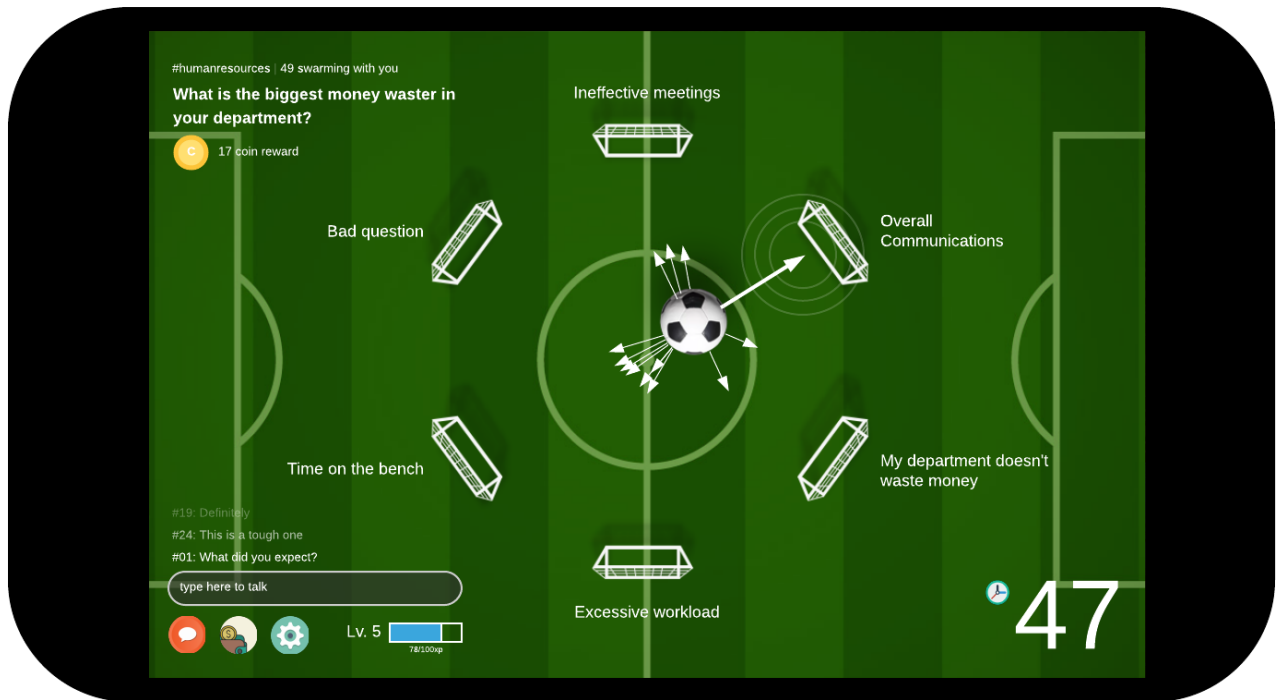 #humanresources | 49 swarming with you
What is the biggest money waster in
your department?
C
17 coin reward
Ineffective meetings
Bad question
Overall
Communications
Time on the bench
My department doesn't
waste money
Excessive workload
#19: Definitely
#24: This is a tough one
#01: What did you expect?
type here to talk
Lv. 5
78/100xp
47